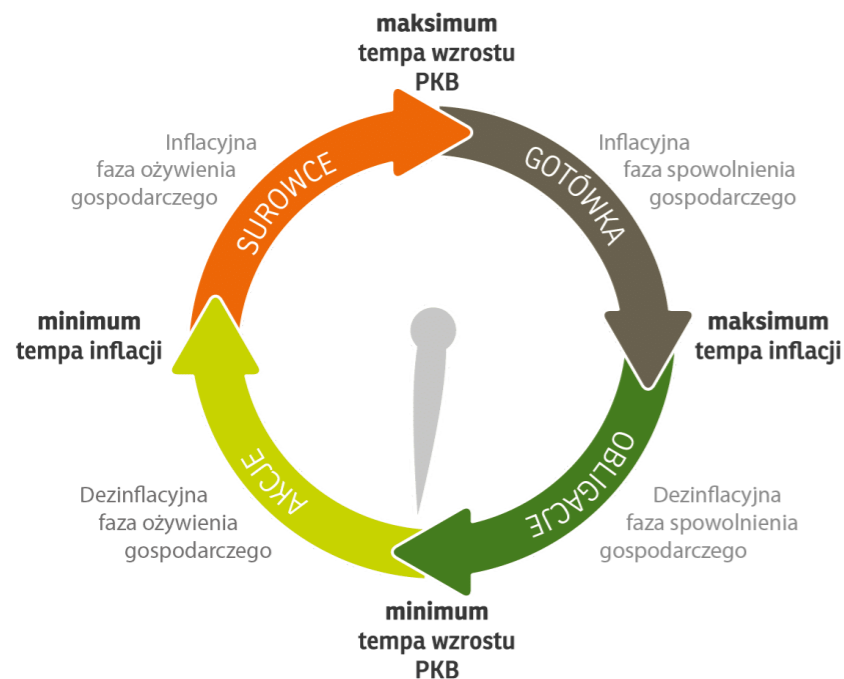 maksimum
tempa wzrostu
PKB
Inflacyjna
faza ożywienia
gospodarczego
Inflacyjna
faza spowolnienia
gospodarczego
SUROWCE
GOTÓWKA
minimum
tempa inflacji
maksimum
tempa inflacji
AKCJE
OBLIGACJE
Dezinflacyjna
faza ożywienia
gospodarczego
Dezinflacyjna
faza spowolnienia
gospodarczego
minimum
tempa wzrostu
PKB